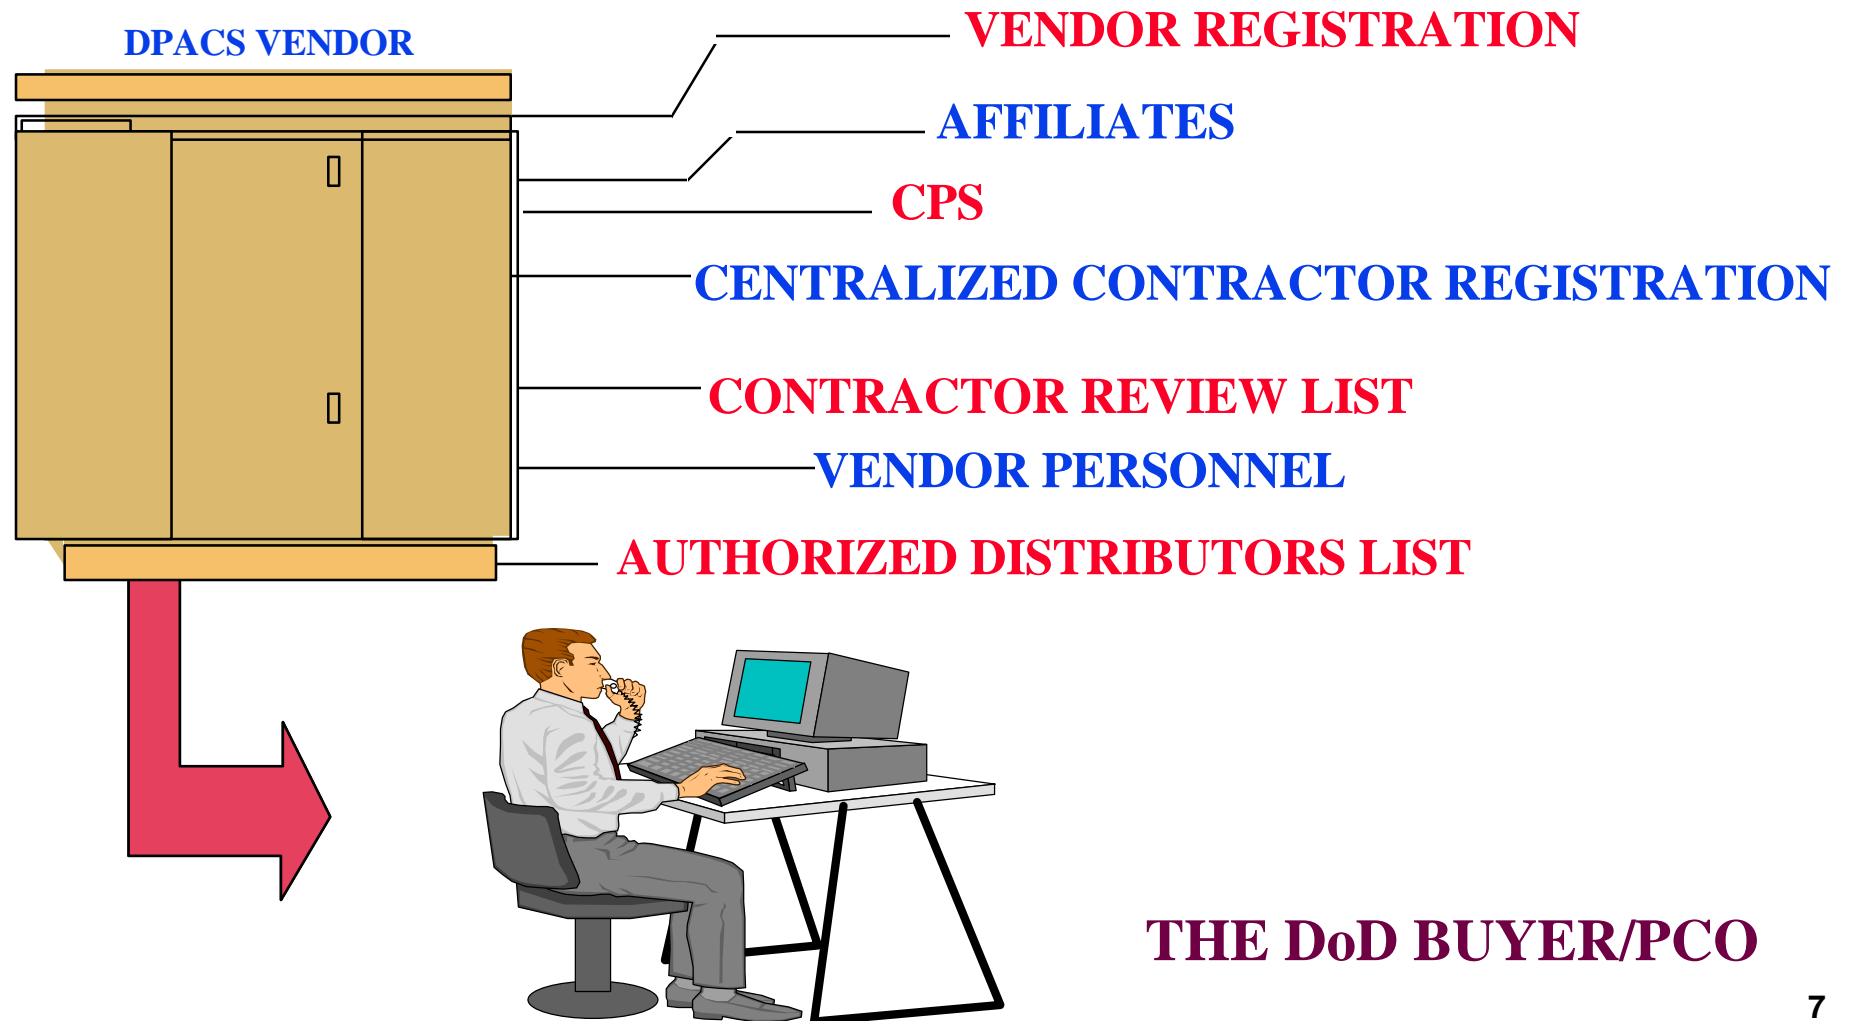 DPACS VENDOR
VENDOR REGISTRATION
AFFILIATES
CPS
CENTRALIZED CONTRACTOR REGISTRATION
CONTRACTOR REVIEW LIST
VENDOR PERSONNEL
AUTHORIZED DISTRIBUTORS LIST
THE DoD BUYER/PCO
7